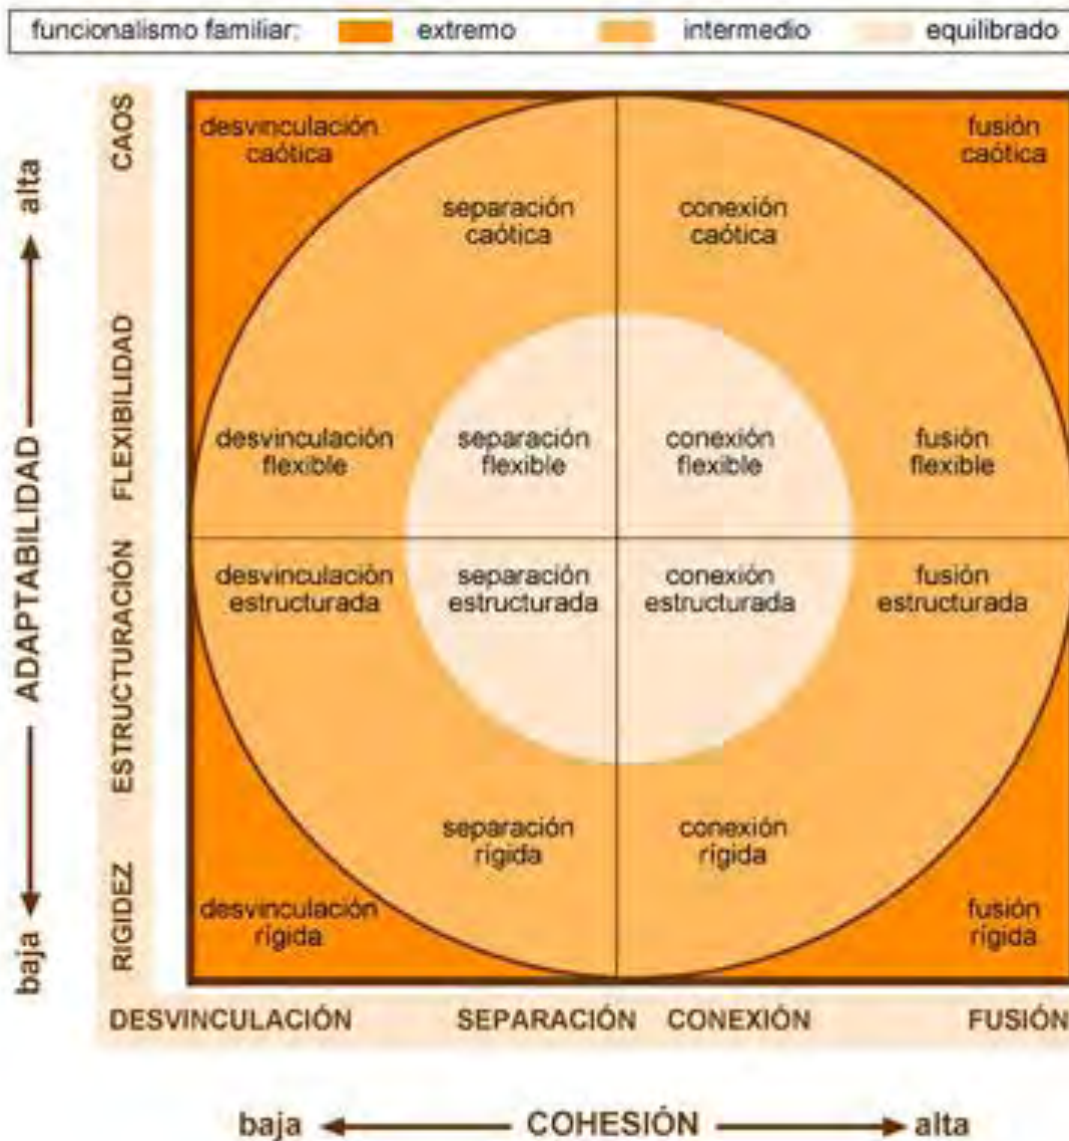 funcionalismo familiar: extremo intermedio equilibrado
desvinculación
caótica
fusión
caótica
separación
caótica
conexión
caótica
desvinculación
flexible
separación
flexible
conexión
flexible
fusión
flexible
desvinculación
estructurada
separación
estructurada
conexión
estructurada
fusión
estructurada
separación
rígida
conexión
rígida
desvinculación
rígida
fusión
rígida
baja ADAPTABILIDAD alta
RIGIDEZ ESTRUCTURACIÓN FLEXIBILIDAD CAOS
DESVINCULACIÓN SEPARACIÓN CONEXIÓN FUSIÓN
baja COHESIÓN alta